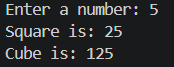 Enter a number: 5
Square is: 25
Cube is: 125